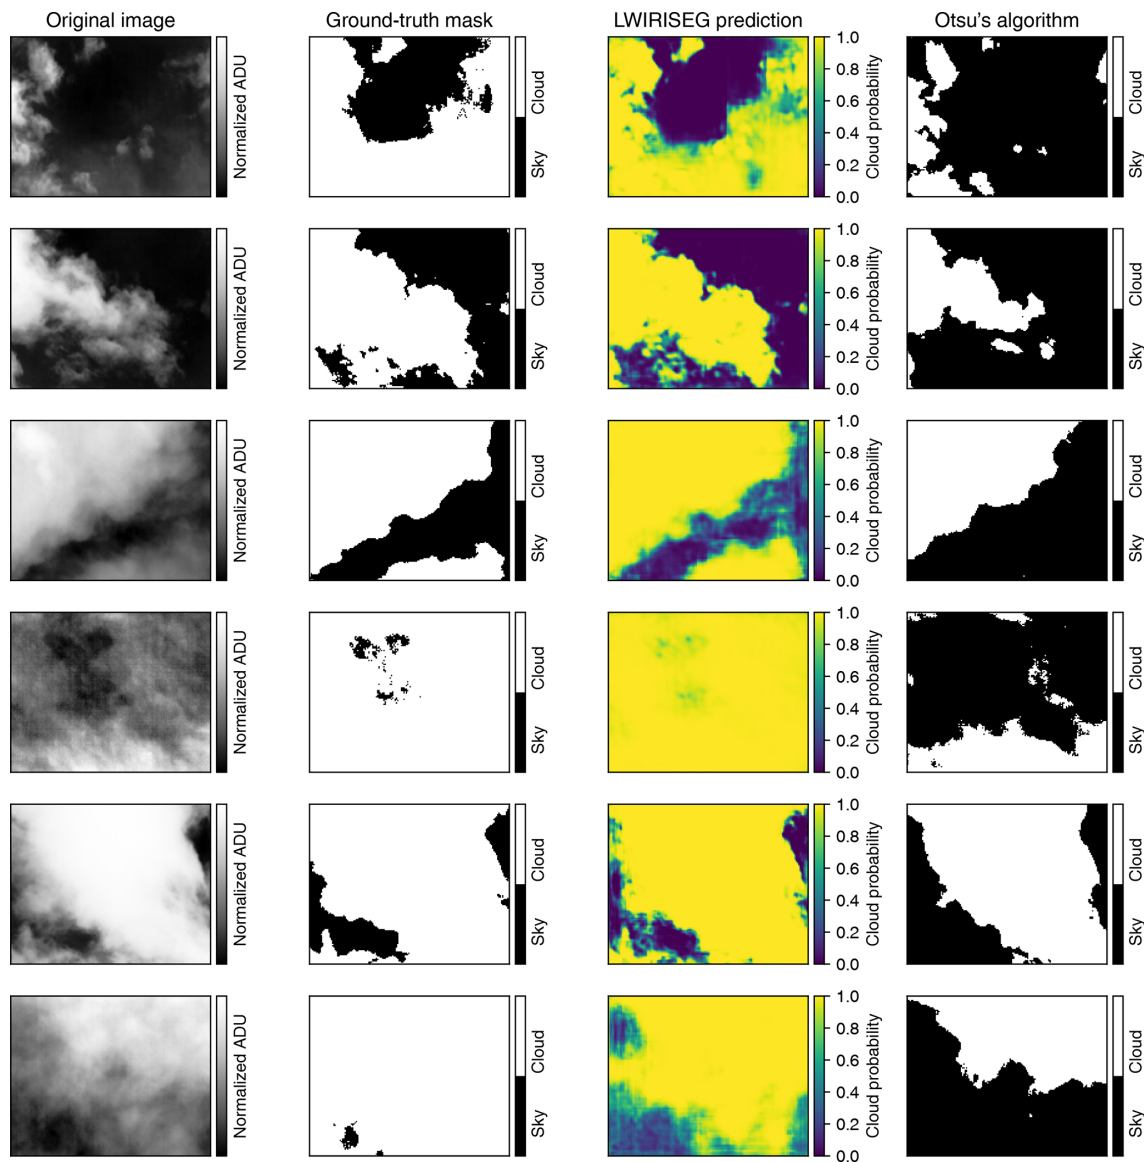 Original image
Ground-truth mask
LWIRISEG prediction
Otsu's algorithm
Normalized ADU
Cloud
Sky
1.0
0.8
0.6
0.4
0.2
0.0
Cloud probability
Cloud
Sky
Normalized ADU
Cloud
Sky
1.0
0.8
0.6
0.4
0.2
0.0
Cloud probability
Cloud
Sky
Normalized ADU
Cloud
Sky
1.0
0.8
0.6
0.4
0.2
0.0
Cloud probability
Cloud
Sky
Normalized ADU
Cloud
Sky
1.0
0.8
0.6
0.4
0.2
0.0
Cloud probability
Cloud
Sky
Normalized ADU
Cloud
Sky
1.0
0.8
0.6
0.4
0.2
0.0
Cloud probability
Cloud
Sky
Normalized ADU
Cloud
Sky
1.0
0.8
0.6
0.4
0.2
0.0
Cloud probability
Cloud
Sky